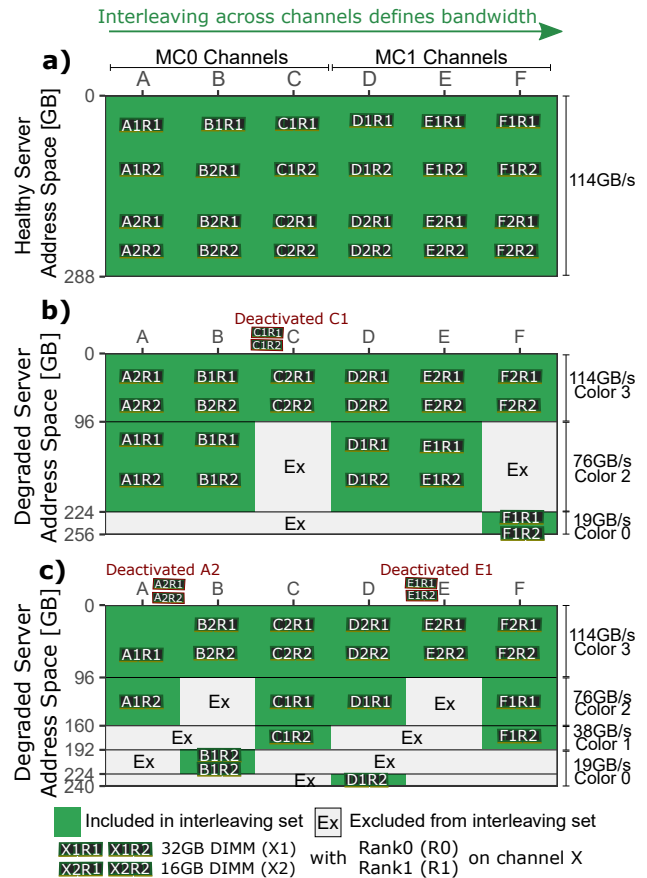 Interleaving across channels defines bandwidth
a)
MC0 Channels MC1 Channels
A B C D E F
Healthy Server
Address Space [GB]
0
A1R1 B1R1 C1R1 D1R1 E1R1 F1R1
A1R2 B2R1 C1R2 D1R2 E1R2 F1R2
114GB/s
A2R1 B2R1 C2R1 D2R1 E2R1 F2R1
A2R2 B2R2 C2R2 D2R2 E2R2 F2R2
288
b)
Deactivated C1
C1R1
C1R2
A B C D E F
Degraded Server
Address Space [GB]
0
A2R1 B1R1 C2R1 D2R1 E2R1 F2R1
A2R2 B2R2 C2R2 D2R2 E2R2 F2R2
114GB/s
Color 3
96
A1R1 B1R1 D1R1 E1R1
Ex Ex
A1R2 B1R2 D1R2 E1R2
76GB/s
Color 2
224
Ex F1R1
F1R2
19GB/s
Color 0
256
c)
Deactivated A2 Deactivated E1
A2R1 E1R1
A2R2 E1R2
A B C D E F
Degraded Server
Address Space [GB]
0
B2R1 C2R1 D2R1 E2R1 F2R1
A1R1 B2R2 C2R2 D2R2 E2R2 F2R2
114GB/s
Color 3
96
A1R2 Ex C1R1 D1R1 Ex F1R1
76GB/s
Color 2
160
Ex C1R2 Ex F1R2
38GB/s
Color 1
192
Ex B1R2 Ex
B1R2
19GB/s
Color 0
224
Ex D1R2
240
Included in interleaving set Ex Excluded from interleaving set
X1R1 X1R2 32GB DIMM (X1) with Rank0 (R0) on channel X
X2R1 X2R2 16GB DIMM (X2) Rank1 (R1)